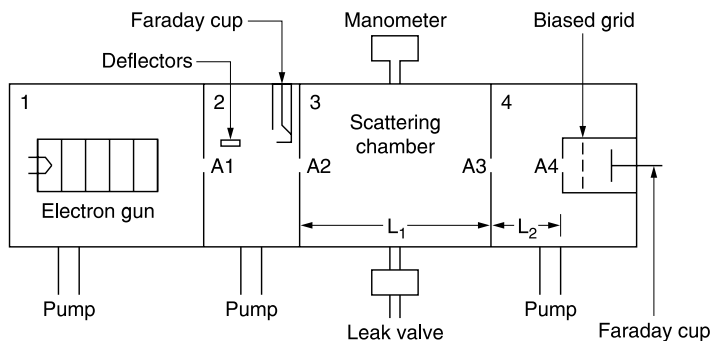 Faraday cup
Manometer
Biased grid
Deflectors
1
2
3
4
Scattering
chamber
A1
A2
A3
A4
Electron gun
L1
L2
Pump
Pump
Leak valve
Pump
Faraday cup